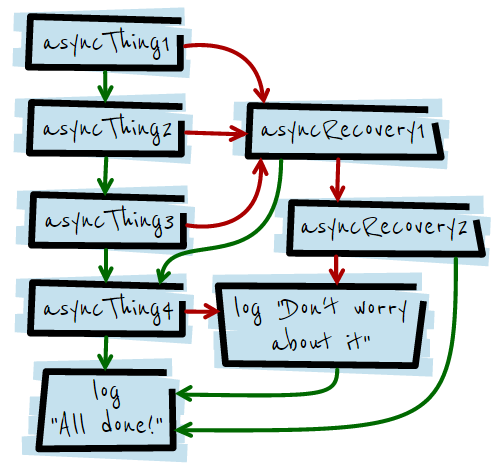 asyncThing1
asyncThing2
asyncRecovery1
asyncThing3
asyncRecovery2
asyncThing4
log "Don't worry
about it"
log
"All done!"